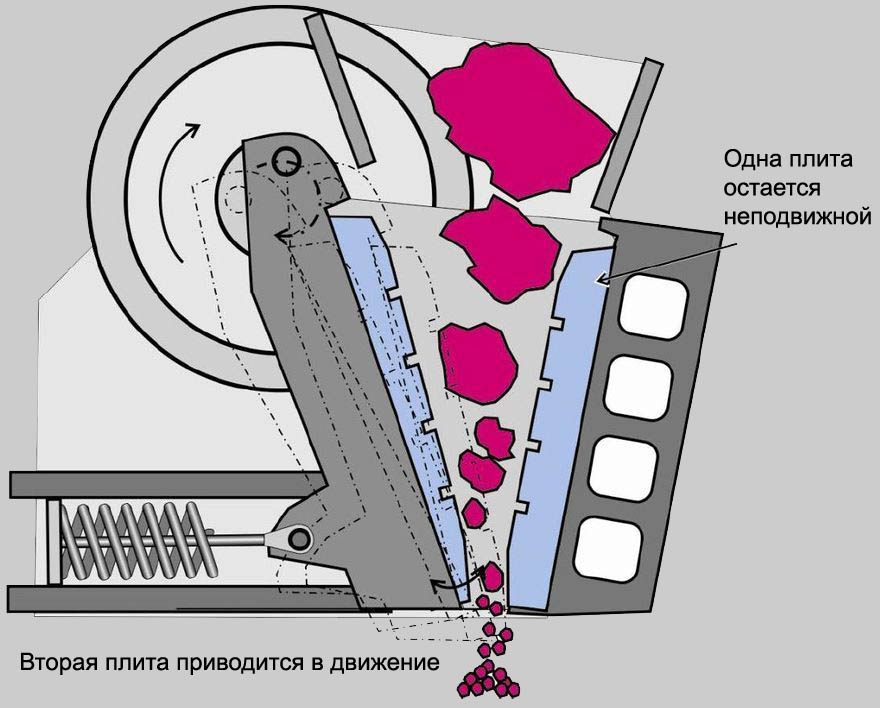 Одна плита
остается
неподвижной
Вторая плита приводится в движение